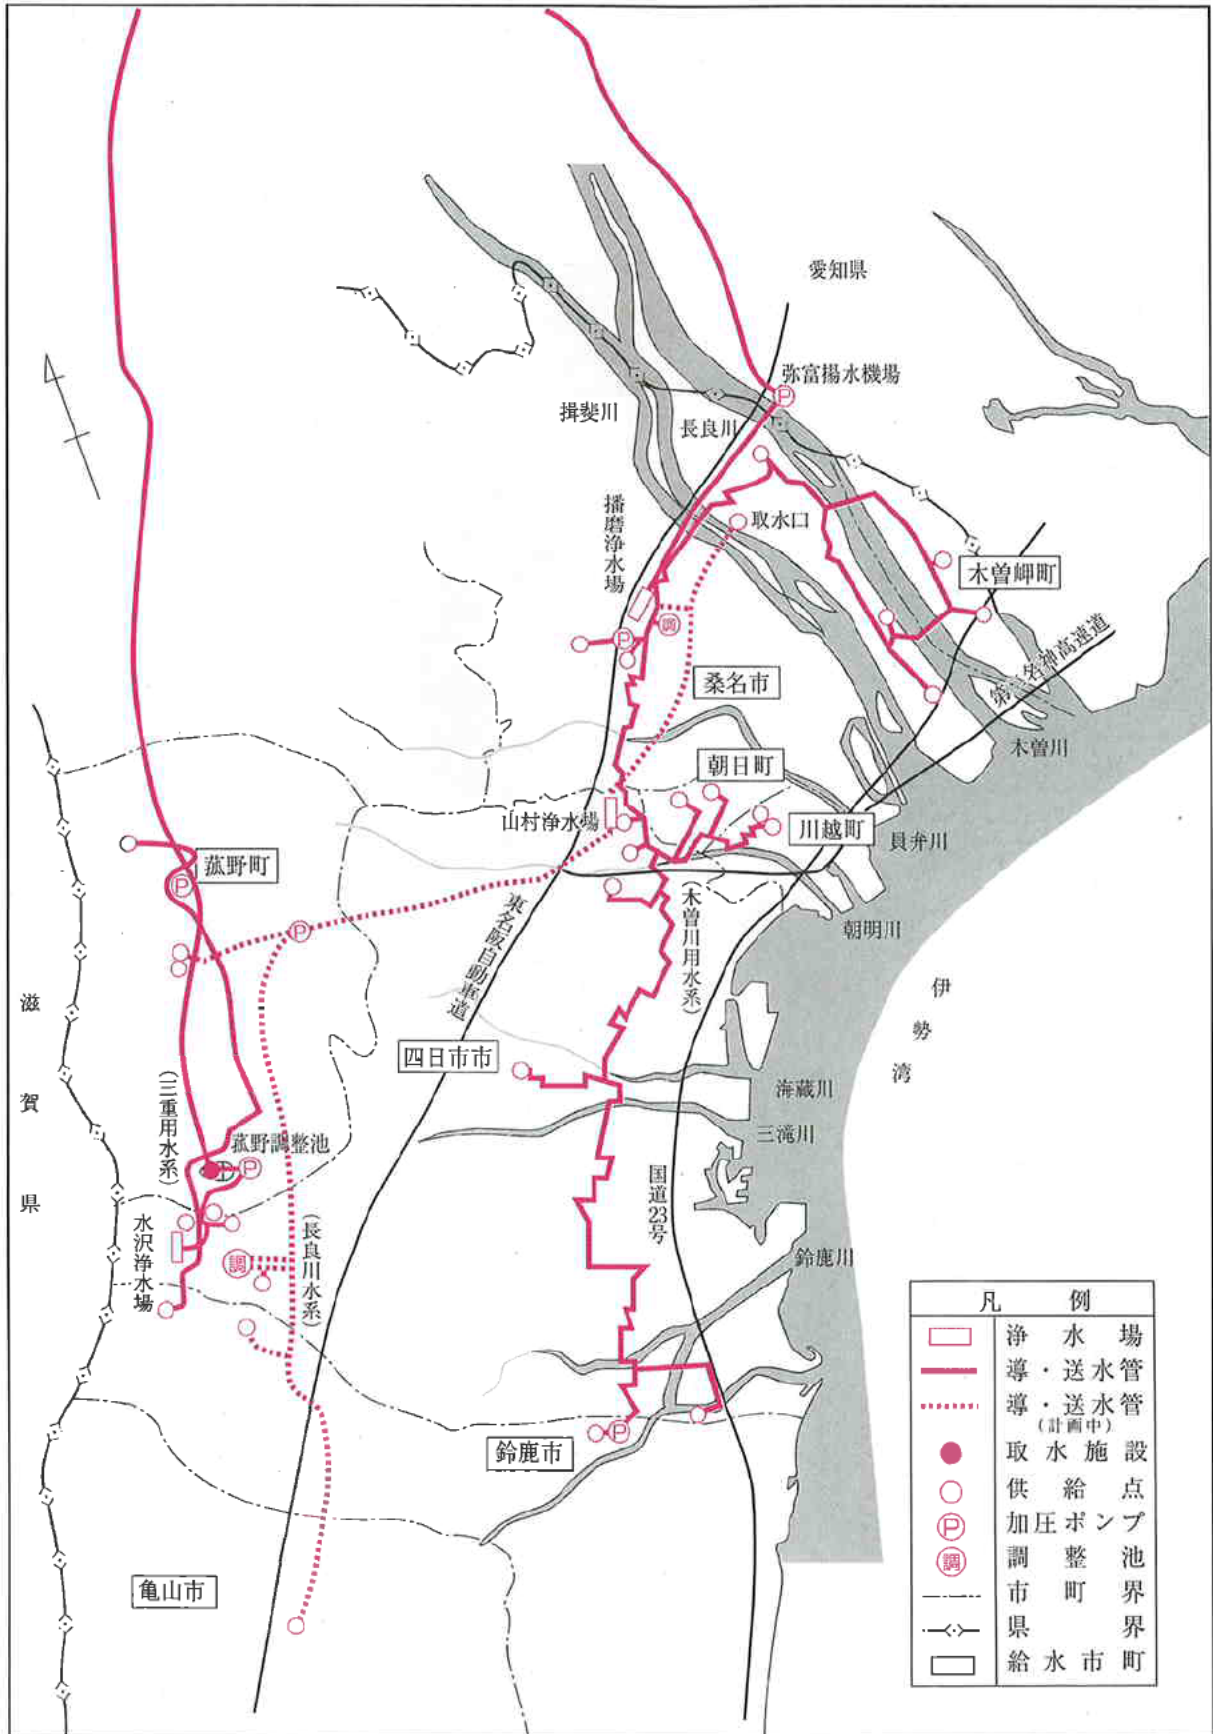 愛知県
弥富揚水機場
Ⓟ
揖斐川
長良川
播磨浄水場
取水口
木曽岬町
調
Ⓟ
桑名市
木曽川
朝日町
山村浄水場
川越町
員弁川
菰野町
Ⓟ
Ⓟ
朝明川
(木曽川用水系)
東名阪自動車道
伊勢湾
滋賀県
四日市市
(三重用水系)
海蔵川
三滝川
菰野調整池
Ⓟ
国道23号
水沢浄水場
(長良川水系)
調
鈴鹿川
Ⓟ
鈴鹿市
亀山市
凡例
浄水場
導・送水管
導・送水管
(計画中)
取水施設
供給点
Ⓟ 加圧ポンプ
調 調整池
市町界
県界
給水市町